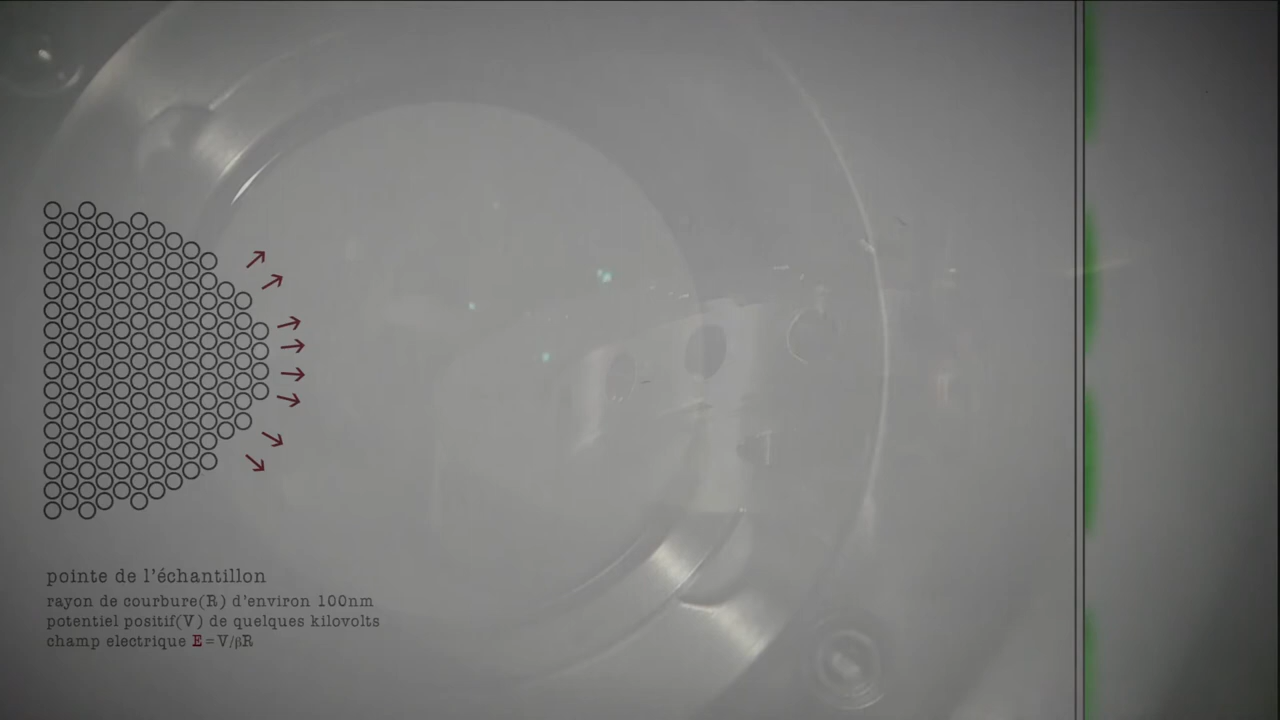 pointe de l'échantillon
rayon de courbure(R) d'environ 100nm
potentiel positif(V) de quelques kilovolts
champ electrique E=V/βR